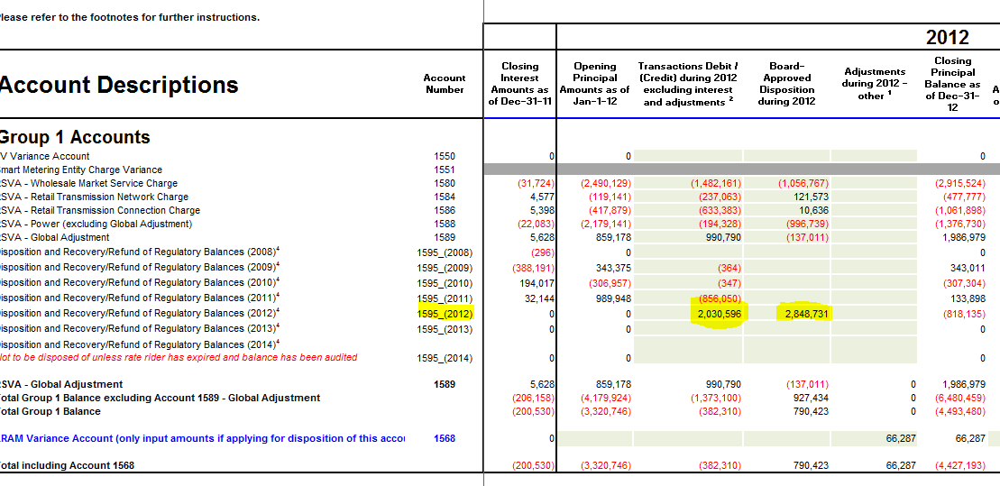 lease refer to the footnotes for further instructions.
2012
Account Descriptions Account Number Closing Interest Amounts as of Dec-31-11 Opening Principal Amounts as of Jan-1-12 Transactions Debit / (Credit) during 2012 excluding interest and adjustments 2 Board-Approved Disposition during 2012 Adjustments during 2012 - other 1 Closing Principal Balance as of Dec-31-12 A o
Group 1 Accounts
V Variance Account 1550 0 0 0
mart Metering Entity Charge Variance 1551
SVA - Wholesale Market Service Charge 1580 (31,724) (2,490,129) (1,482,161) (1,056,767) (2,915,524)
SVA - Retail Transmission Network Charge 1584 4,577 (119,141) (237,063) 121,573 (477,777)
SVA - Retail Transmission Connection Charge 1586 5,398 (417,879) (633,383) 10,636 (1,061,898)
SVA - Power (excluding Global Adjustment) 1588 (22,083) (2,179,141) (194,328) (996,739) (1,376,730)
SVA - Global Adjustment 1589 5,628 859,178 990,790 (137,011) 1,986,979
isposition and Recovery/Refund of Regulatory Balances (2008)4 1595_(2008) (296) 0 0
isposition and Recovery/Refund of Regulatory Balances (2009)4 1595_(2009) (388,191) 343,375 (364) 343,011
isposition and Recovery/Refund of Regulatory Balances (2010)4 1595_(2010) 194,017 (306,957) (347) (307,304)
isposition and Recovery/Refund of Regulatory Balances (2011)4 1595_(2011) 32,144 989,948 (856,050) 133,898
isposition and Recovery/Refund of Regulatory Balances (2012)4 1595_(2012) 0 0 2,030,596 2,848,731 (818,135)
isposition and Recovery/Refund of Regulatory Balances (2013)4 1595_(2013) 0 0 0
isposition and Recovery/Refund of Regulatory Balances (2014)4
lot to be disposed of unless rate rider has expired and balance has been audited 1595_(2014) 0 0 0
SVA - Global Adjustment 1589 5,628 859,178 990,790 (137,011) 0 1,986,979
otal Group 1 Balance excluding Account 1589 - Global Adjustment (206,158) (4,179,924) (1,373,100) 927,434 0 (6,480,459)
otal Group 1 Balance (200,530) (3,320,746) (382,310) 790,423 0 (4,493,480)
RAM Variance Account (only input amounts if applying for disposition of this accou 1568 0 66,287 66,287
otal including Account 1568 (200,530) (3,320,746) (382,310) 790,423 66,287 (4,427,193)